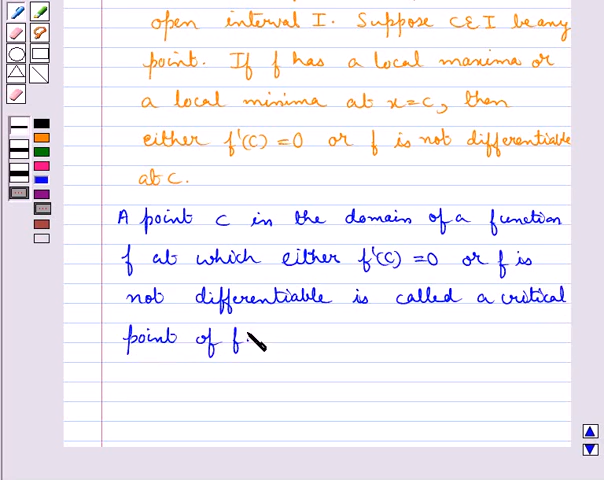 open interval I. Suppose C∈I be any
point. If f has a local maxima or
a local minima at x=c, then
either f'(c)=0 or f is not differentiable
at c.
A point c in the domain of a function
f at which either f'(c)=0 or f is
not differentiable is called a critical
point of f.